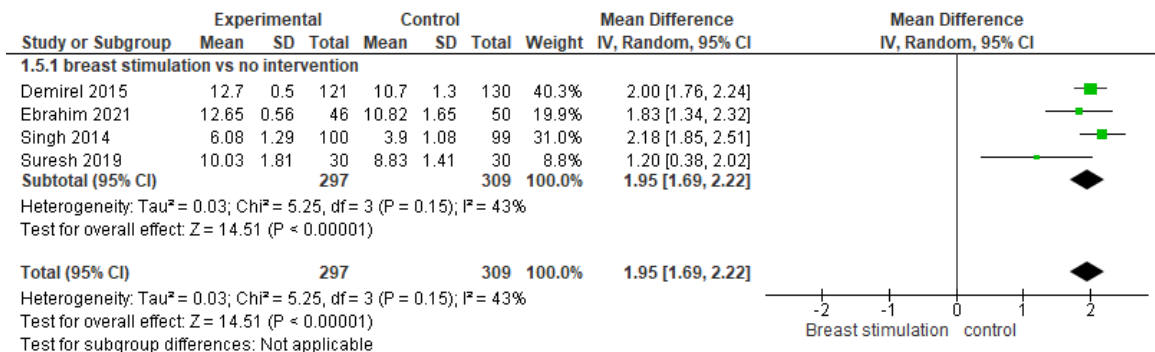 Experimental Control Mean Difference Mean Difference
Study or Subgroup Mean SD Total Mean SD Total Weight IV, Random, 95% CI IV, Random, 95% CI
1.5.1 breast stimulation vs no intervention
Demirel 2015 12.7 0.5 121 10.7 1.3 130 40.3% 2.00 [1.76, 2.24]
Ebrahim 2021 12.65 0.56 46 10.82 1.65 50 19.9% 1.83 [1.34, 2.32]
Singh 2014 6.08 1.29 100 3.9 1.08 99 31.0% 2.18 [1.85, 2.51]
Suresh 2019 10.03 1.81 30 8.83 1.41 30 8.8% 1.20 [0.38, 2.02]
Subtotal (95% CI) 297 309 100.0% 1.95 [1.69, 2.22]
Heterogeneity: Tau² = 0.03; Chi² = 5.25, df = 3 (P = 0.15); I² = 43%
Test for overall effect: Z = 14.51 (P < 0.00001)
Total (95% CI) 297 309 100.0% 1.95 [1.69, 2.22]
Heterogeneity: Tau² = 0.03; Chi² = 5.25, df = 3 (P = 0.15); I² = 43%
Test for overall effect: Z = 14.51 (P < 0.00001)
Test for subgroup differences: Not applicable
-2 -1 0 1 2
Breast stimulation control